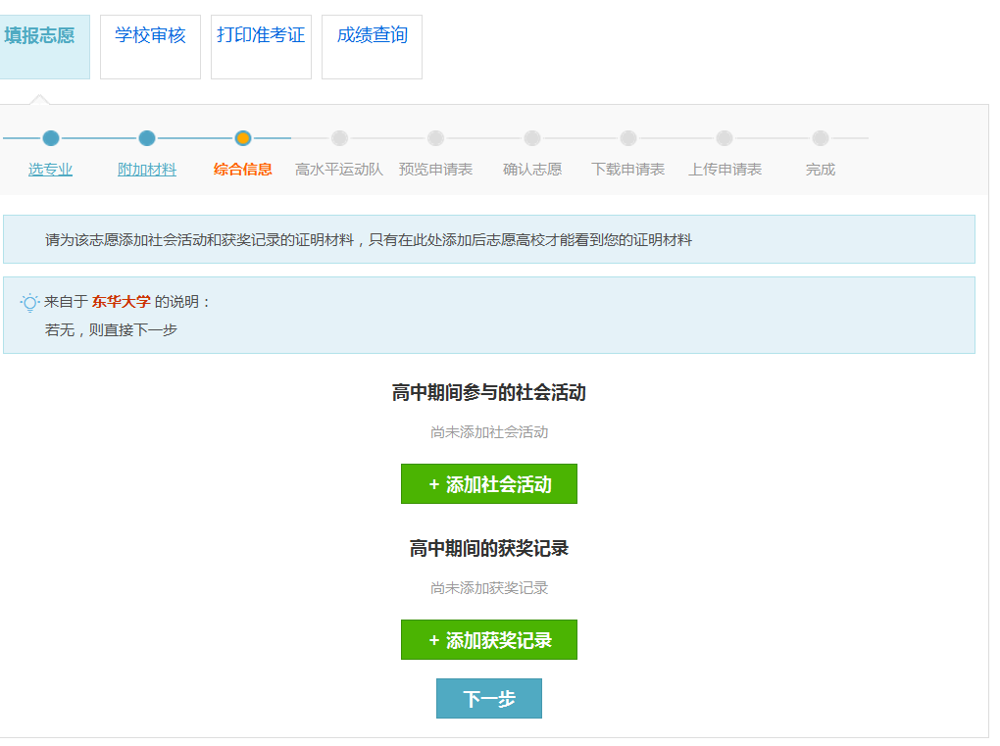 填报志愿 学校审核 打印准考证 成绩查询
选专业 附加材料 综合信息 高水平运动队 预览申请表 确认志愿 下载申请表 上传申请表 完成
请为该志愿添加社会活动和获奖记录的证明材料，只有在此处添加后志愿高校才能看到您的证明材料
来自于 东华大学 的说明：
若无，则直接下一步
高中期间参与的社会活动
尚未添加社会活动
+ 添加社会活动
高中期间的获奖记录
尚未添加获奖记录
+ 添加获奖记录
下一步